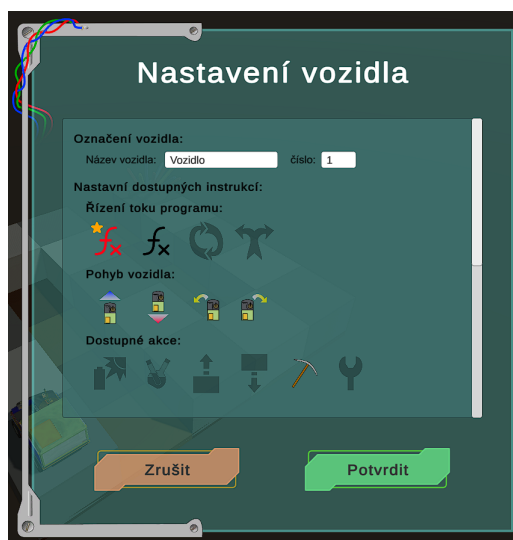 Nastavení vozidla
Označení vozidla:
Název vozidla: Vozidlo číslo: 1
Nastavní dostupných instrukcí:
Řízení toku programu:
Pohyb vozidla:
Dostupné akce:
Zrušit Potvrdit